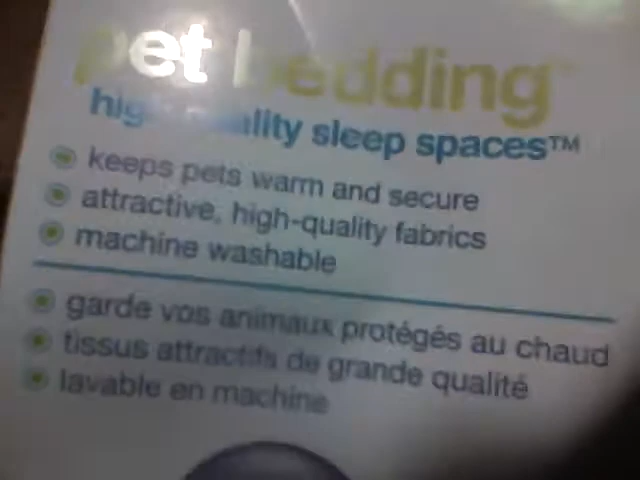 pet bedding™
high-quality sleep spaces™
keeps pets warm and secure
attractive, high-quality fabrics
machine washable
garde vos animaux protégés au chaud
tissus attractifs de grande qualité
lavable en machine